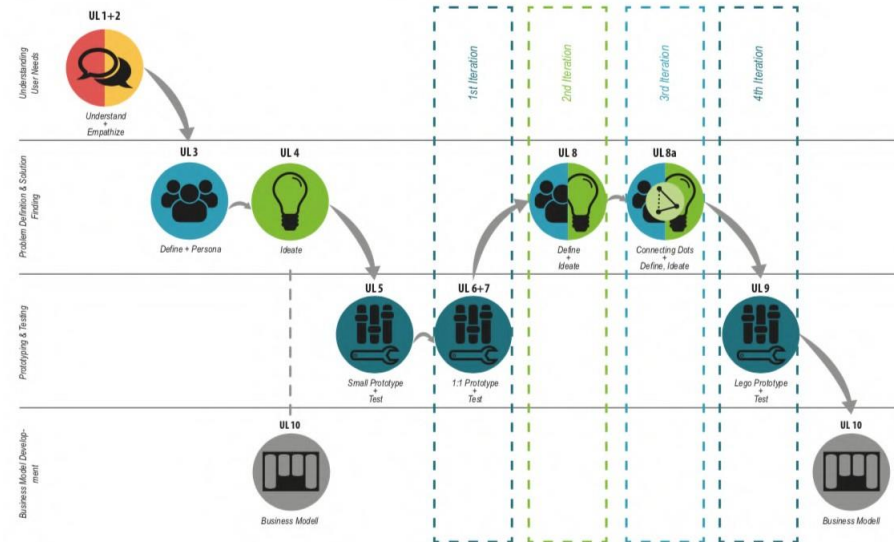 UL 1+2
Understanding
User Needs
Understand
+
Empathize
1st Iteration
2nd Iteration
3rd Iteration
4th Iteration
Problem Definition & Solution
Finding
UL 3
Define + Persona
UL 4
Ideate
UL 8
Define
+
Ideate
UL 8a
Connecting Dots
+
Define, Ideate
Prototyping & Testing
UL 5
Small Prototype
+
Test
UL 6+7
1:1 Prototype
+
Test
UL 9
Lego Prototype
+
Test
Business Model Develop-
ment
UL 10
Business Modell
UL 10
Business Modell